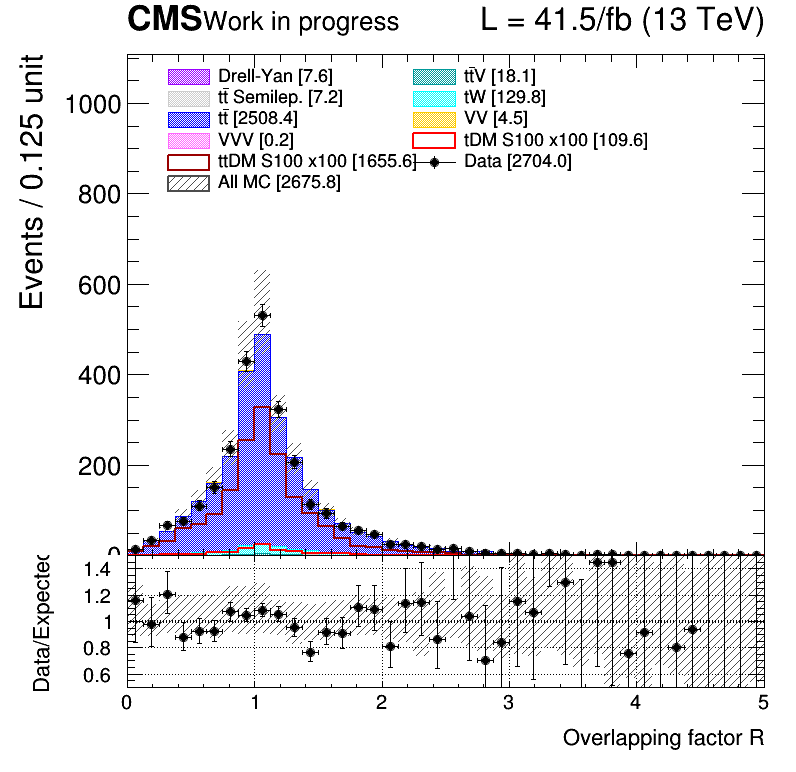 CMS Work in progress L = 41.5/fb (13 TeV)
Events / 0.125 unit
1000
800
600
400
200
0
Drell-Yan [7.6]
tt̄V [18.1]
tt̄ Semilep. [7.2]
tW [129.8]
tt̄ [2508.4]
VV [4.5]
VVV [0.2]
tDM S100 x100 [109.6]
ttDM S100 x100 [1655.6]
Data [2704.0]
All MC [2675.8]
Data/Expected
1.4
1.2
1
0.8
0.6
0 1 2 3 4 5
Overlapping factor R